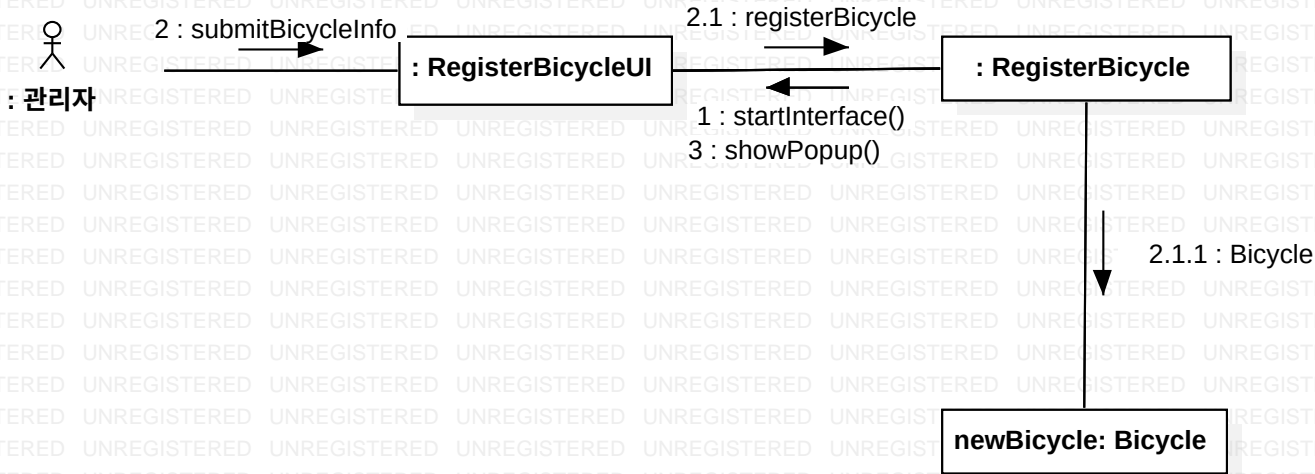 2 : submitBicycleInfo
2.1 : registerBicycle
: RegisterBicycleUI
: RegisterBicycle
: 관리자
1 : startInterface()
3 : showPopup()
2.1.1 : Bicycle
newBicycle: Bicycle